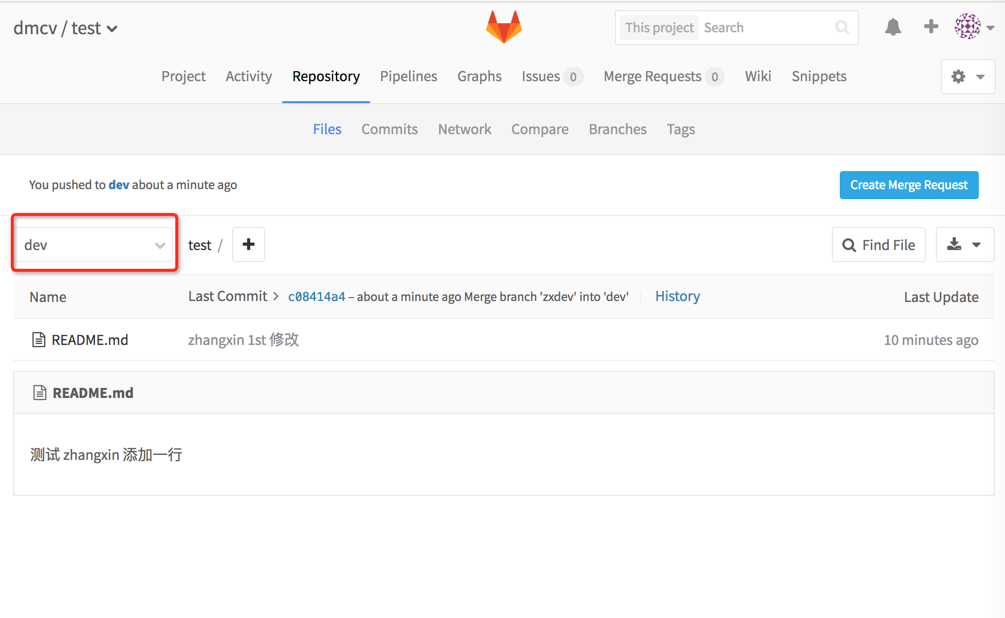 dmcv / test
This project Search
Project Activity Repository Pipelines Graphs Issues 0 Merge Requests 0 Wiki Snippets
Files Commits Network Compare Branches Tags
You pushed to dev about a minute ago
Create Merge Request
dev
test /
Find File
Name Last Commit > c08414a4 – about a minute ago Merge branch 'zxdev' into 'dev' History Last Update
README.md zhangxin 1st 修改 10 minutes ago
README.md
测试 zhangxin 添加一行